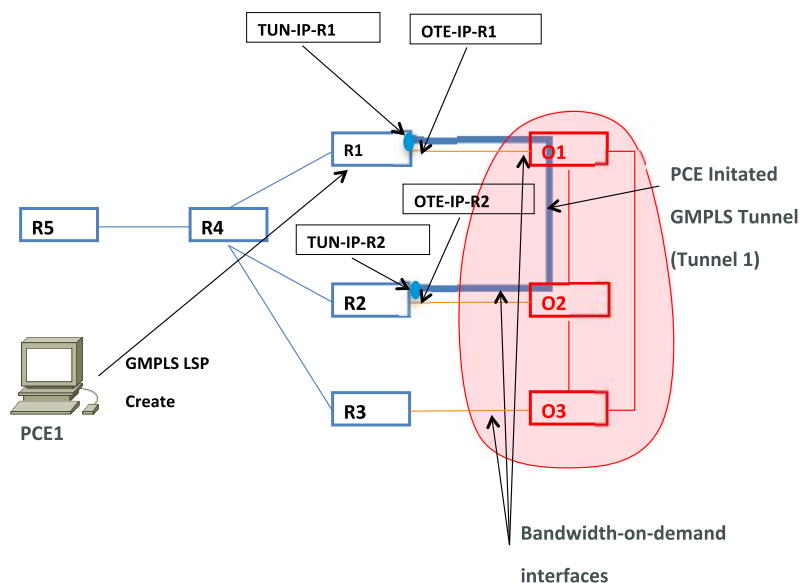 TUN-IP-R1
OTE-IP-R1
R1
O1
PCE Initated
GMPLS Tunnel
(Tunnel 1)
OTE-IP-R2
R5
R4
TUN-IP-R2
R2
O2
GMPLS LSP
Create
R3
O3
PCE1
Bandwidth-on-demand
interfaces